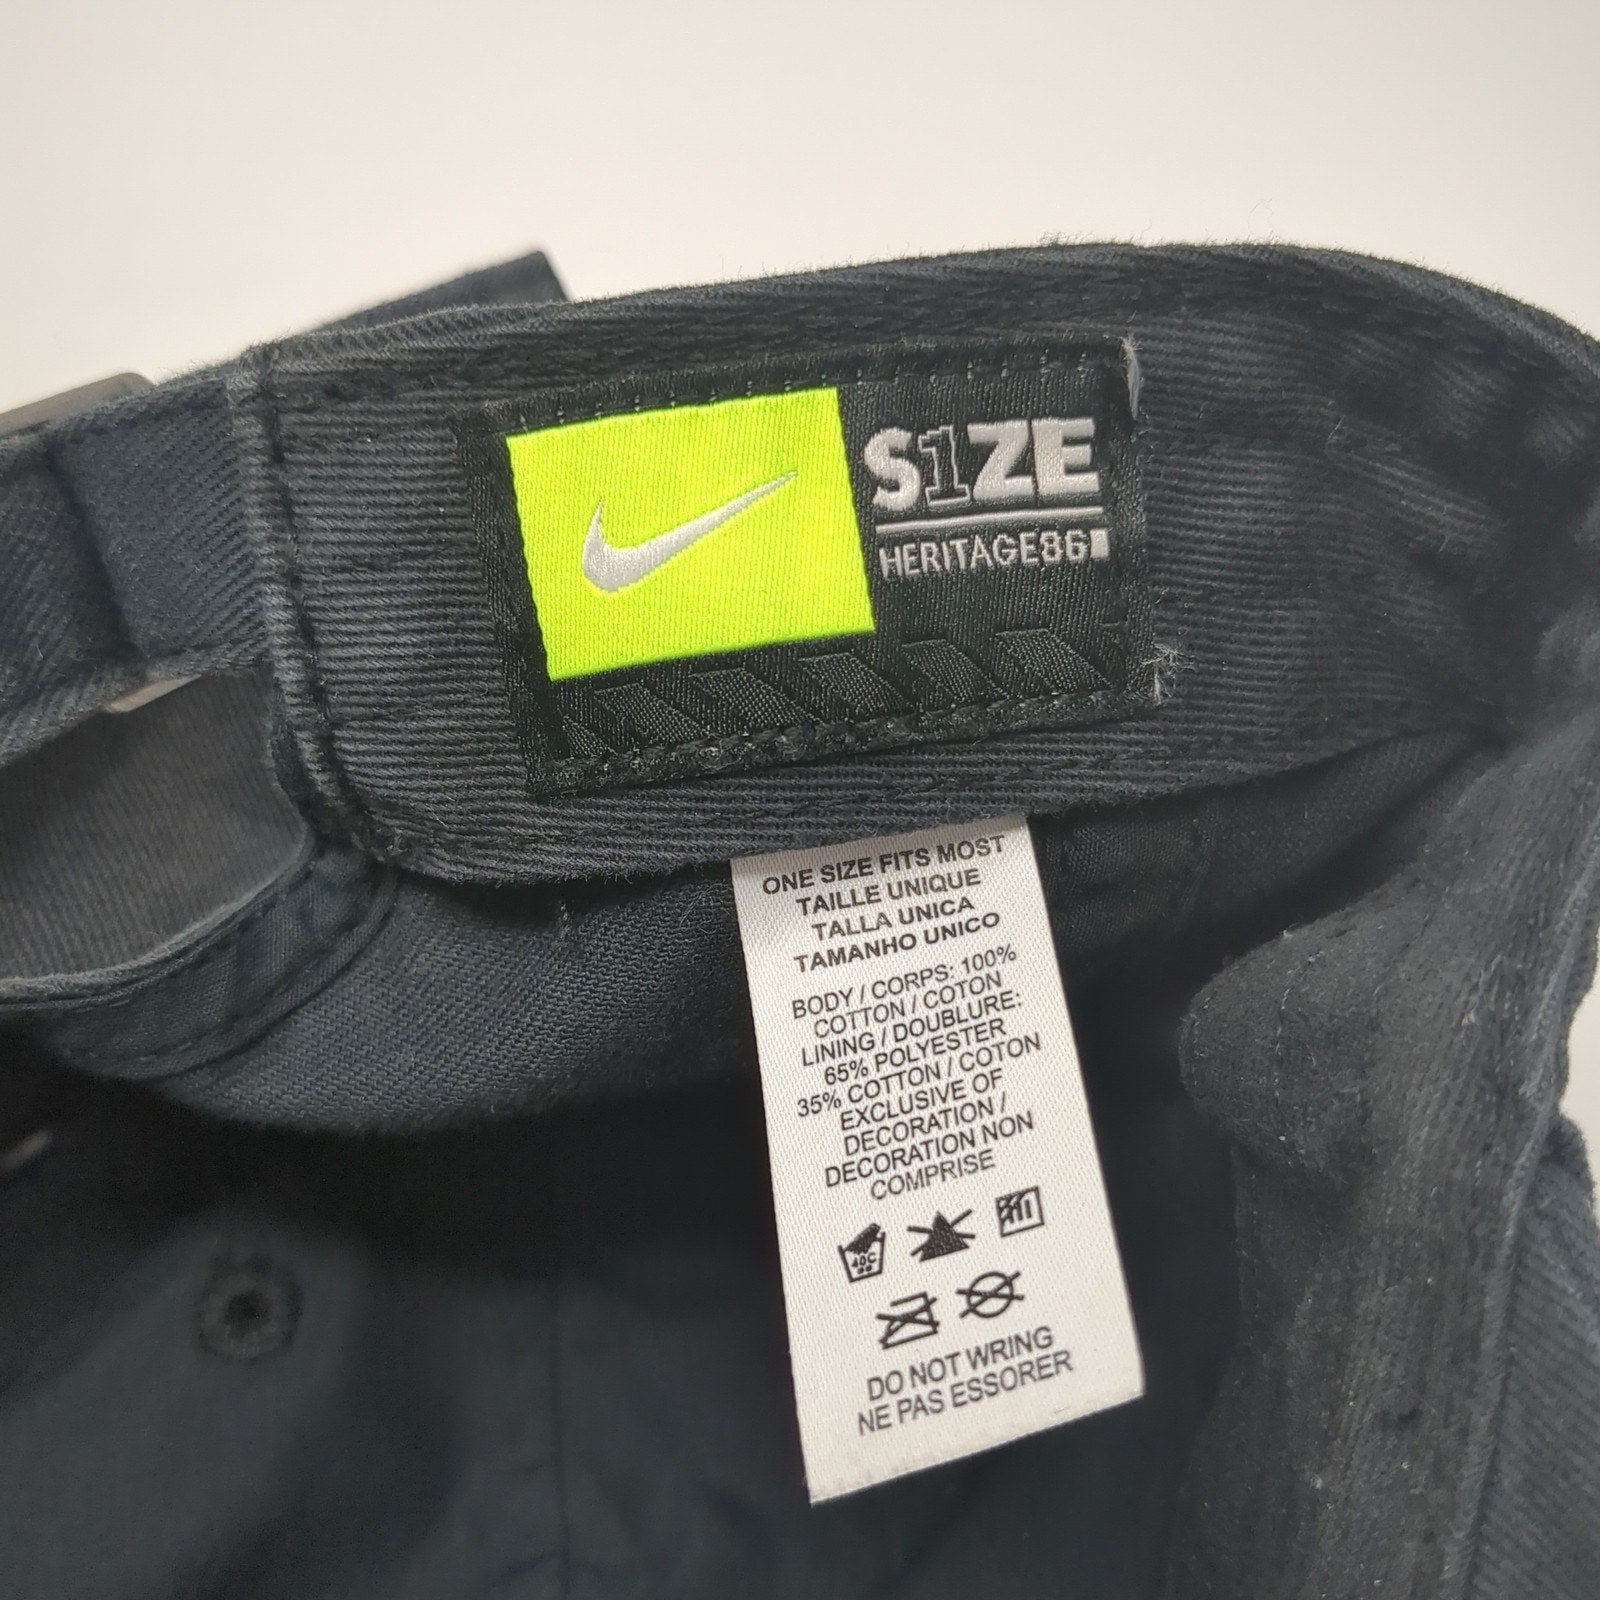 S1ZE
HERITAGE86
ONE SIZE FITS MOST
TAILLE UNIQUE
TALLA UNICA
TAMANHO UNICO
BODY / CORPS: 100%
COTTON / COTON
LINING / DOUBLURE:
65% POLYESTER
35% COTTON / COTON
EXCLUSIVE OF
DECORATION /
DECORATION NON
COMPRISE
40C
DO NOT WRING
NE PAS ESSORER